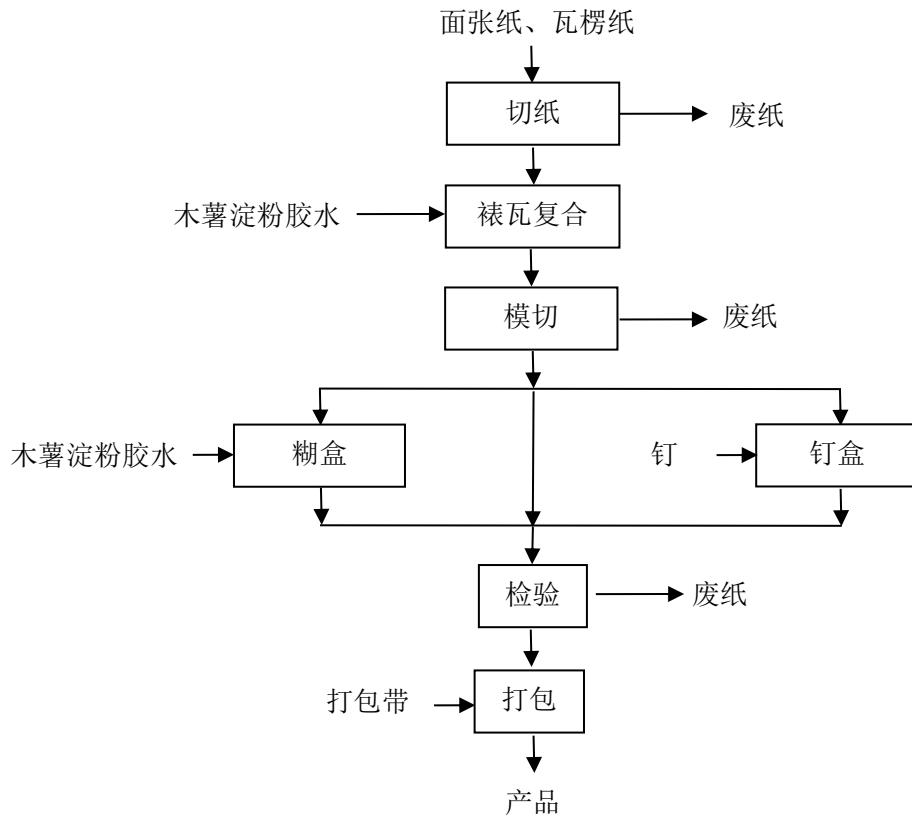 面张纸、瓦楞纸
切纸
废纸
木薯淀粉胶水
裱瓦复合
模切
废纸
木薯淀粉胶水
糊盒
钉
钉盒
检验
废纸
打包带
打包
产品